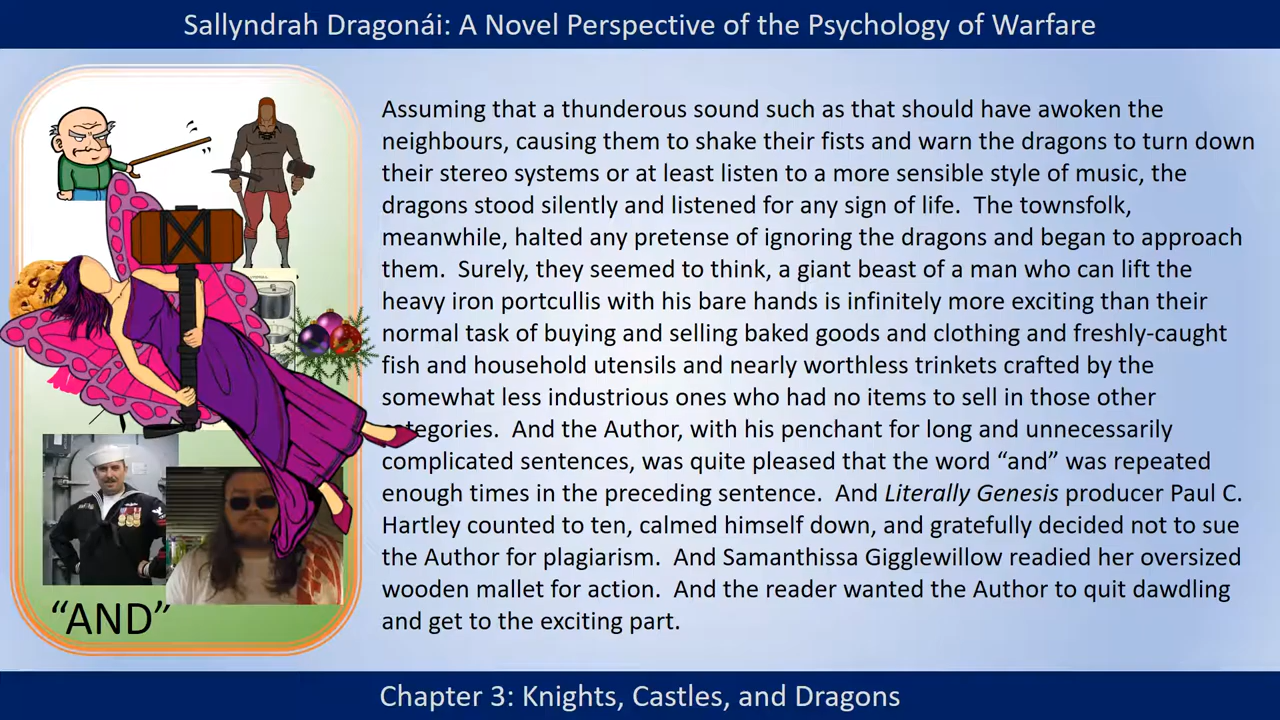 Sallyndrah Dragonái: A Novel Perspective of the Psychology of Warfare
Assuming that a thunderous sound such as that should have awoken the
neighbours, causing them to shake their fists and warn the dragons to turn down
their stereo systems or at least listen to a more sensible style of music, the
dragons stood silently and listened for any sign of life.  The townsfolk,
meanwhile, halted any pretense of ignoring the dragons and began to approach
them.  Surely, they seemed to think, a giant beast of a man who can lift the
heavy iron portcullis with his bare hands is infinitely more exciting than their
normal task of buying and selling baked goods and clothing and freshly-caught
fish and household utensils and nearly worthless trinkets crafted by the
somewhat less industrious ones who had no items to sell in those other
categories.  And the Author, with his penchant for long and unnecessarily
complicated sentences, was quite pleased that the word “and” was repeated
enough times in the preceding sentence.  And Literally Genesis producer Paul C.
Hartley counted to ten, calmed himself down, and gratefully decided not to sue
the Author for plagiarism.  And Samanthissa Gigglewillow readied her oversized
wooden mallet for action.  And the reader wanted the Author to quit dawdling
and get to the exciting part.
“AND”
Chapter 3: Knights, Castles, and Dragons